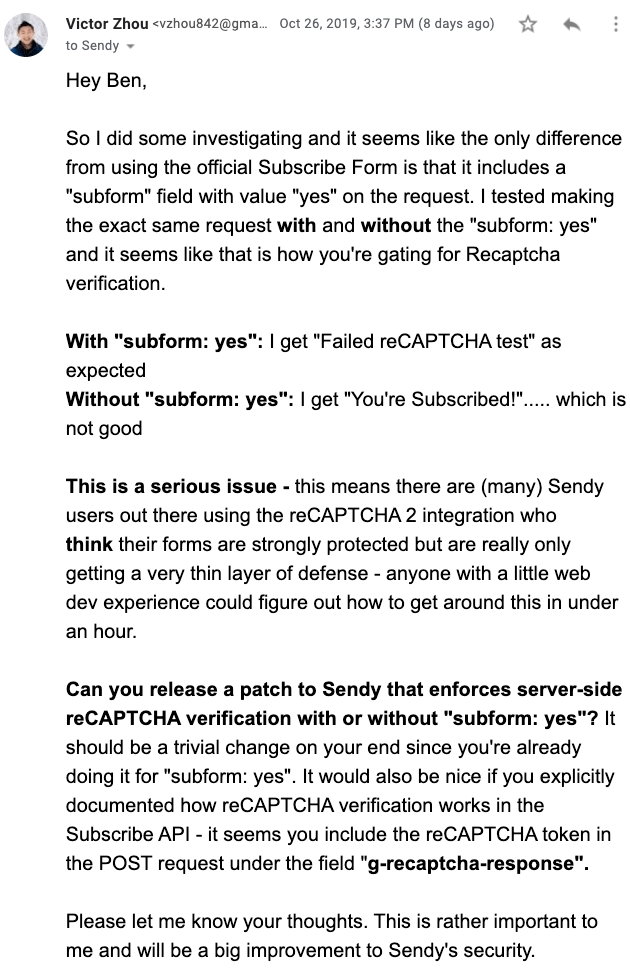 Victor Zhou <vzhou842@gma... Oct 26, 2019, 3:37 PM (8 days ago)
to Sendy
Hey Ben,
So I did some investigating and it seems like the only difference
from using the official Subscribe Form is that it includes a
"subform" field with value "yes" on the request. I tested making
the exact same request with and without the "subform: yes"
and it seems like that is how you're gating for Recaptcha
verification.
With "subform: yes": I get "Failed reCAPTCHA test" as
expected
Without "subform: yes": I get "You're Subscribed!"..... which is
not good
This is a serious issue - this means there are (many) Sendy
users out there using the reCAPTCHA 2 integration who
think their forms are strongly protected but are really only
getting a very thin layer of defense - anyone with a little web
dev experience could figure out how to get around this in under
an hour.
Can you release a patch to Sendy that enforces server-side
reCAPTCHA verification with or without "subform: yes"? It
should be a trivial change on your end since you're already
doing it for "subform: yes". It would also be nice if you explicitly
documented how reCAPTCHA verification works in the
Subscribe API - it seems you include the reCAPTCHA token in
the POST request under the field "g-recaptcha-response".
Please let me know your thoughts. This is rather important to
me and will be a big improvement to Sendy's security.